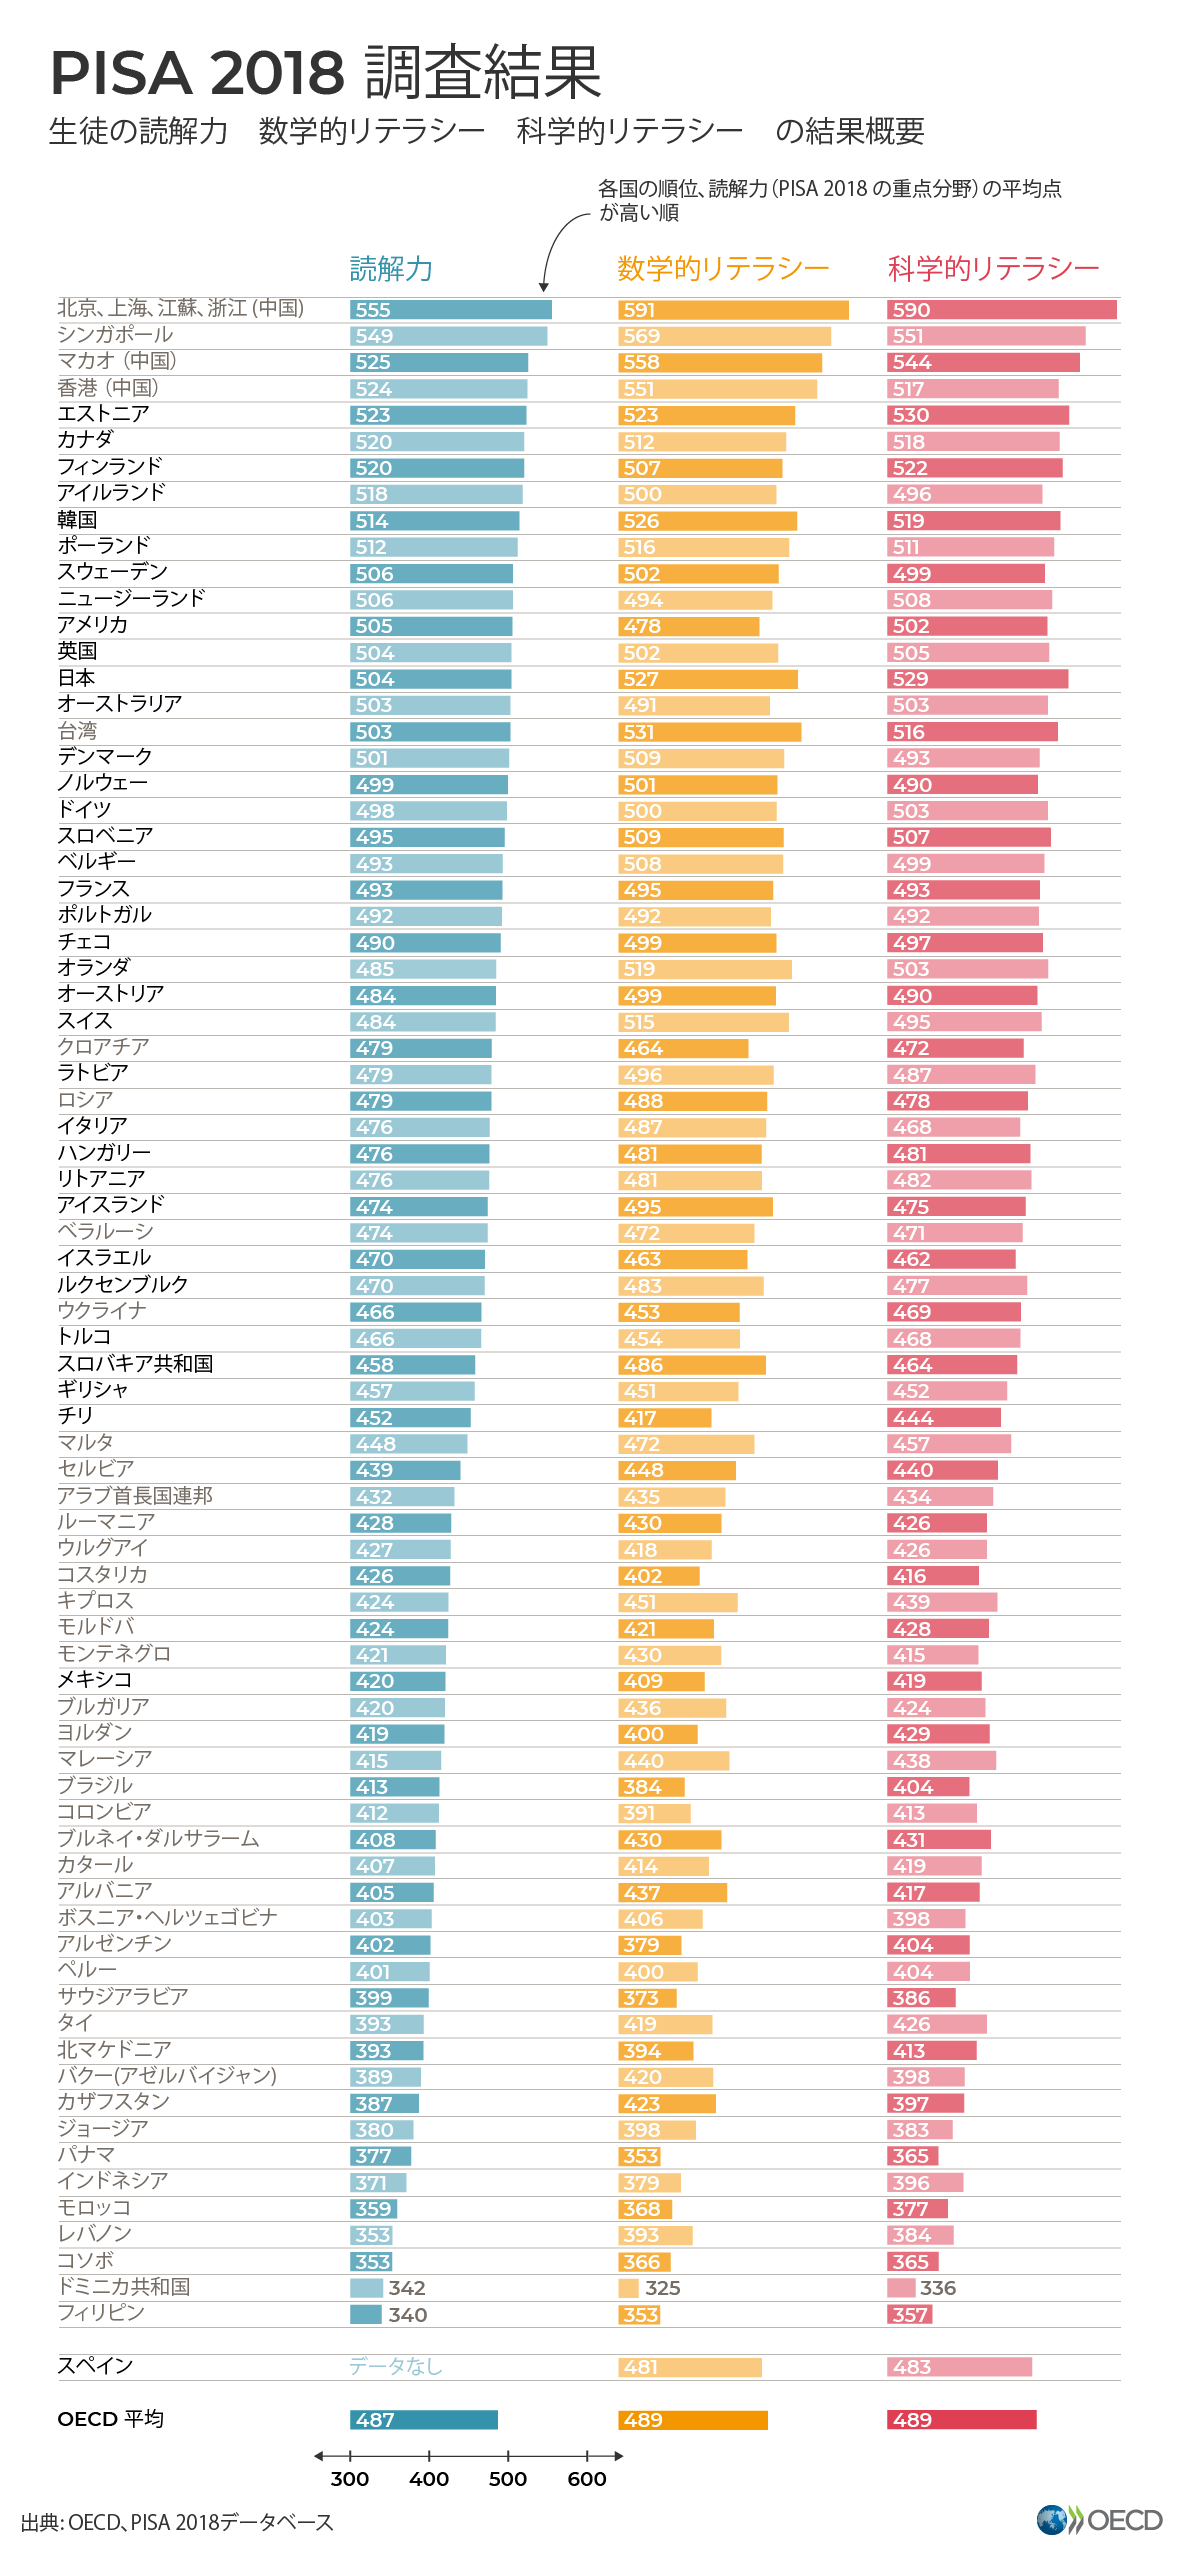 PISA 2018 調査結果
生徒の読解力　数学的リテラシー　科学的リテラシー　の結果概要
各国の順位、読解力（PISA 2018 の重点分野）の平均点
が高い順
読解力 数学的リテラシー 科学的リテラシー
北京、上海、江蘇、浙江 (中国) 555 591 590
シンガポール 549 569 551
マカオ（中国） 525 558 544
香港（中国） 524 551 517
エストニア 523 523 530
カナダ 520 512 518
フィンランド 520 507 522
アイルランド 518 500 496
韓国 514 526 519
ポーランド 512 516 511
スウェーデン 506 502 499
ニュージーランド 506 494 508
アメリカ 505 478 502
英国 504 502 505
日本 504 527 529
オーストラリア 503 491 503
台湾 503 531 516
デンマーク 501 509 493
ノルウェー 499 501 490
ドイツ 498 500 503
スロベニア 495 509 507
ベルギー 493 508 499
フランス 493 495 493
ポルトガル 492 492 492
チェコ 490 499 497
オランダ 485 519 503
オーストリア 484 499 490
スイス 484 515 495
クロアチア 479 464 472
ラトビア 479 496 487
ロシア 479 488 478
イタリア 476 487 468
ハンガリー 476 481 481
リトアニア 476 481 482
アイスランド 474 495 475
ベラルーシ 474 472 471
イスラエル 470 463 462
ルクセンブルク 470 483 477
ウクライナ 466 453 469
トルコ 466 454 468
スロバキア共和国 458 486 464
ギリシャ 457 451 452
チリ 452 417 444
マルタ 448 472 457
セルビア 439 448 440
アラブ首長国連邦 432 435 434
ルーマニア 428 430 426
ウルグアイ 427 418 426
コスタリカ 426 402 416
キプロス 424 451 439
モルドバ 424 421 428
モンテネグロ 421 430 415
メキシコ 420 409 419
ブルガリア 420 436 424
ヨルダン 419 400 429
マレーシア 415 440 438
ブラジル 413 384 404
コロンビア 412 391 413
ブルネイ・ダルサラーム 408 430 431
カタール 407 414 419
アルバニア 405 437 417
ボスニア・ヘルツェゴビナ 403 406 398
アルゼンチン 402 379 404
ペルー 401 400 404
サウジアラビア 399 373 386
タイ 393 419 426
北マケドニア 393 394 413
バクー(アゼルバイジャン) 389 420 398
カザフスタン 387 423 397
ジョージア 380 398 383
パナマ 377 353 365
インドネシア 371 379 396
モロッコ 359 368 377
レバノン 353 393 384
コソボ 353 366 365
ドミニカ共和国 342 325 336
フィリピン 340 353 357
スペイン データなし 481 483
OECD 平均 487 489 489
300 400 500 600
出典: OECD、PISA 2018データベース
OECD